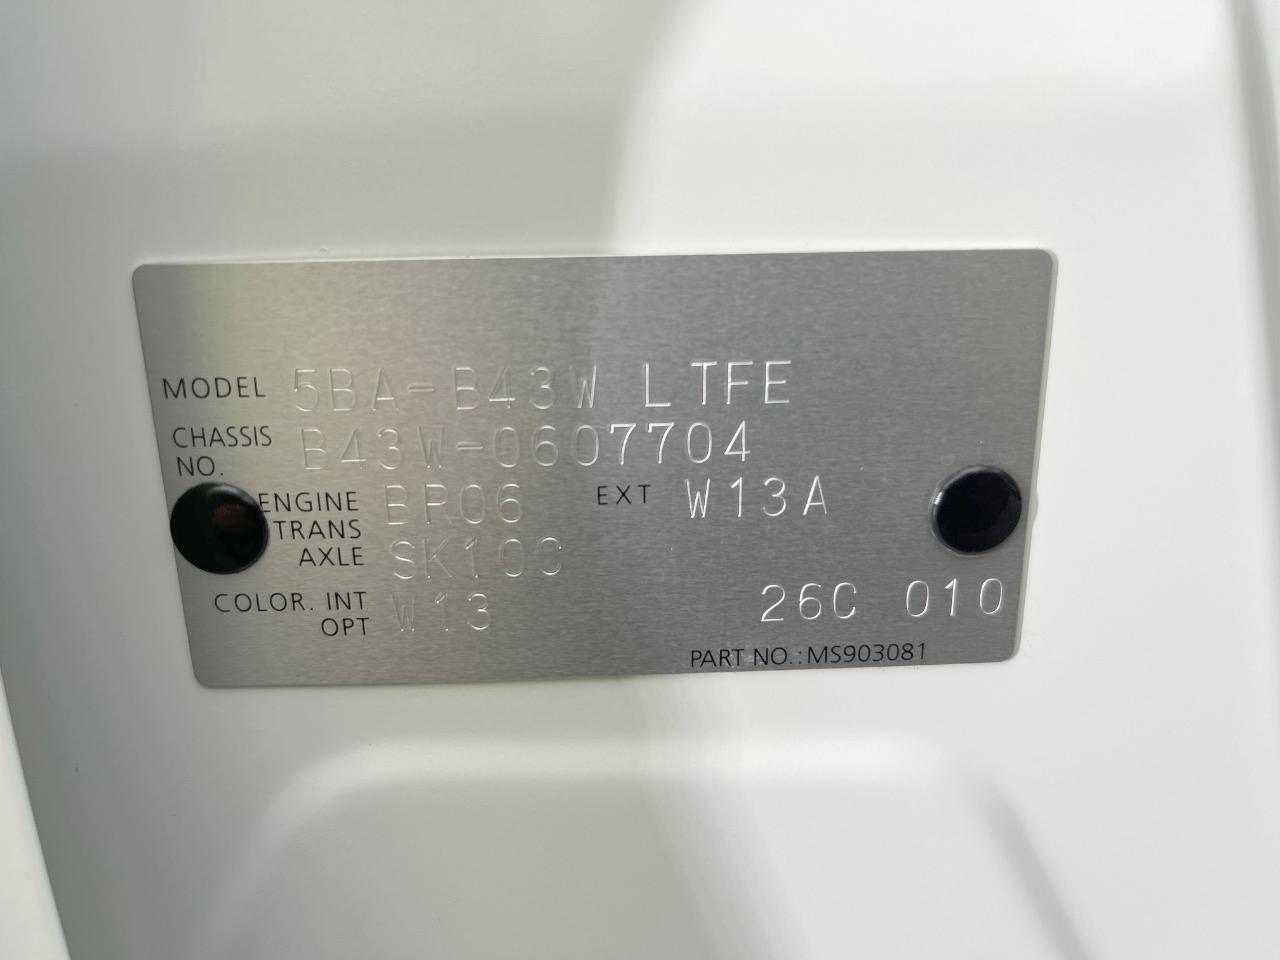 MODEL 5BA-B43W LTFE
CHASSIS NO. B43W-0607704
ENGINE BR06 EXT W13A
TRANS AXLE SK10C
COLOR. INT W13 26C 010
OPT
PART NO.:MS903081